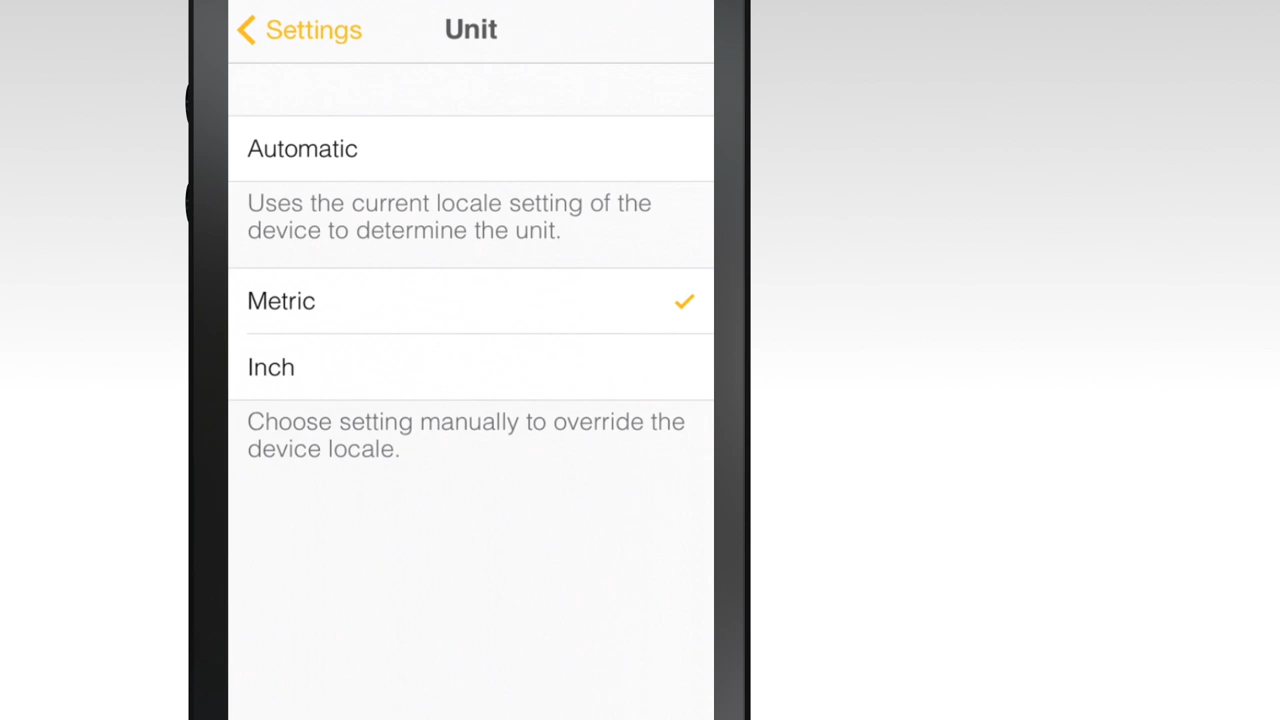 Settings
Unit
Automatic
Uses the current locale setting of the
device to determine the unit.
Metric
Inch
Choose setting manually to override the
device locale.